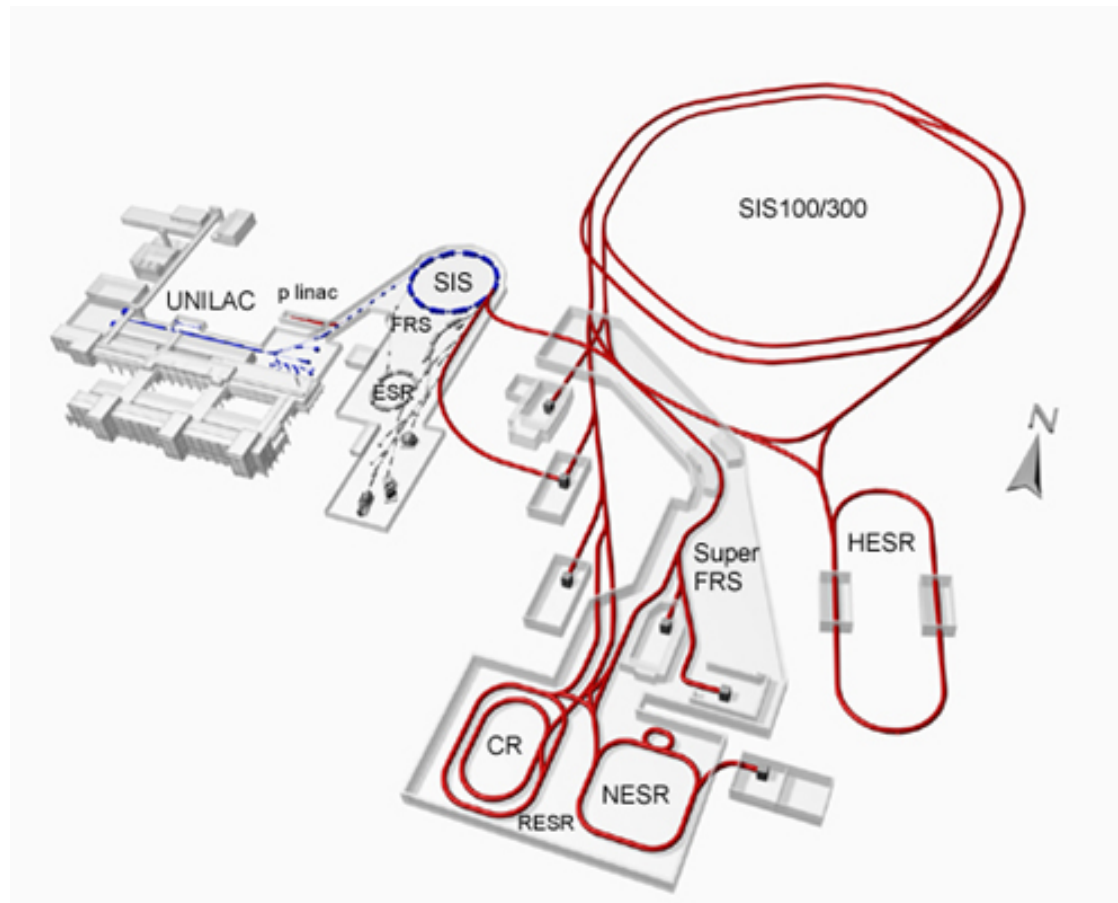 SIS100/300
SIS
p linac
UNILAC
FRS
ESR
N
HESR
Super
FRS
CR
NESR
RESR